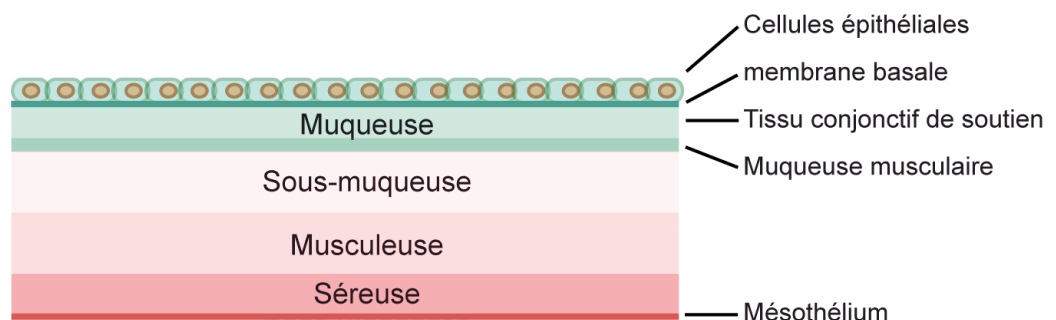 Cellules épithéliales
membrane basale
Muqueuse
Tissu conjonctif de soutien
Muqueuse musculaire
Sous-muqueuse
Musculeuse
Séreuse
Mésothélium